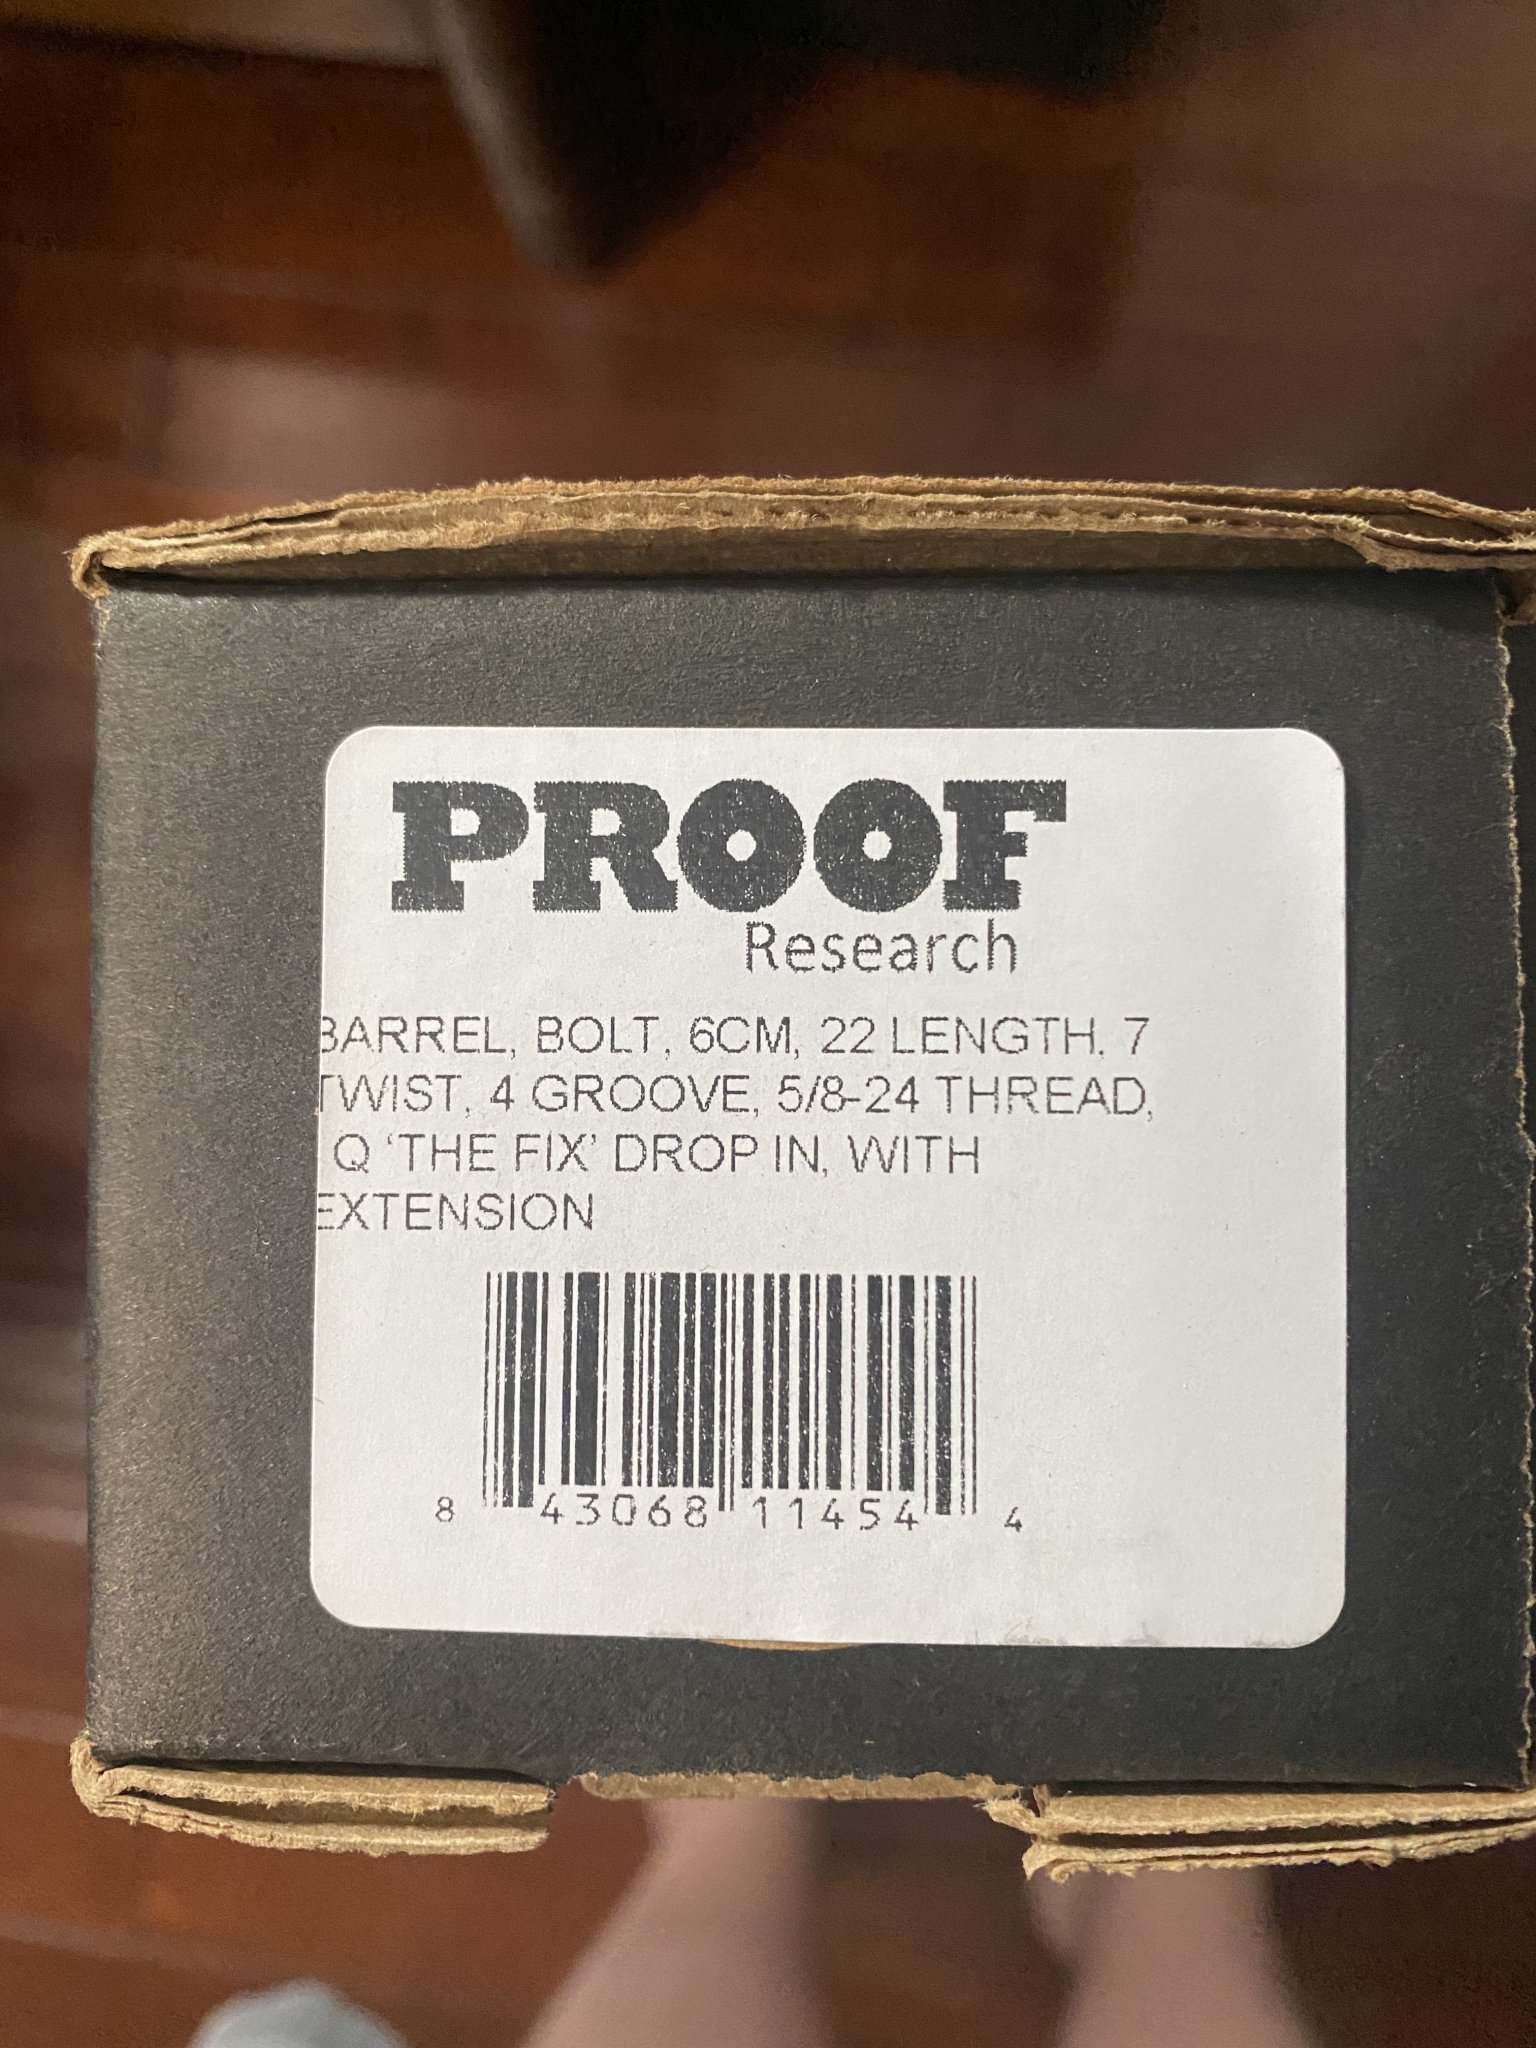 PROOF
Research
BARREL, BOLT, 6CM, 22 LENGTH, 7
TWIST, 4 GROOVE, 5/8-24 THREAD,
Q ‘THE FIX’ DROP IN, WITH
EXTENSION
8 43068 11454 4